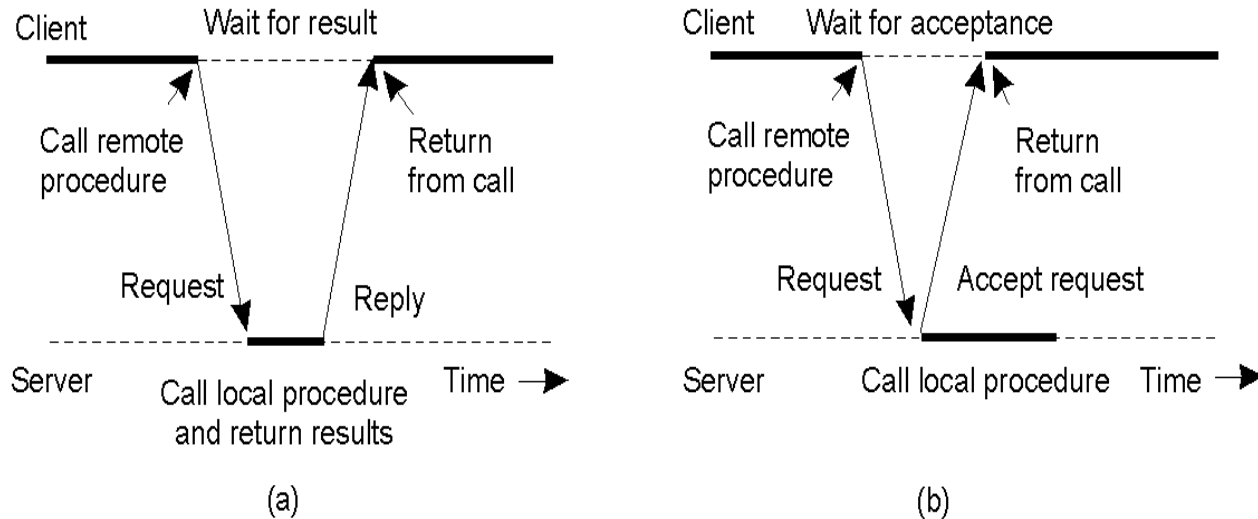 Client
Wait for result
Call remote
procedure
Return
from call
Request
Reply
Server
Call local procedure
and return results
Time
(a)
Client
Wait for acceptance
Call remote
procedure
Return
from call
Request
Accept request
Server
Call local procedure
Time
(b)